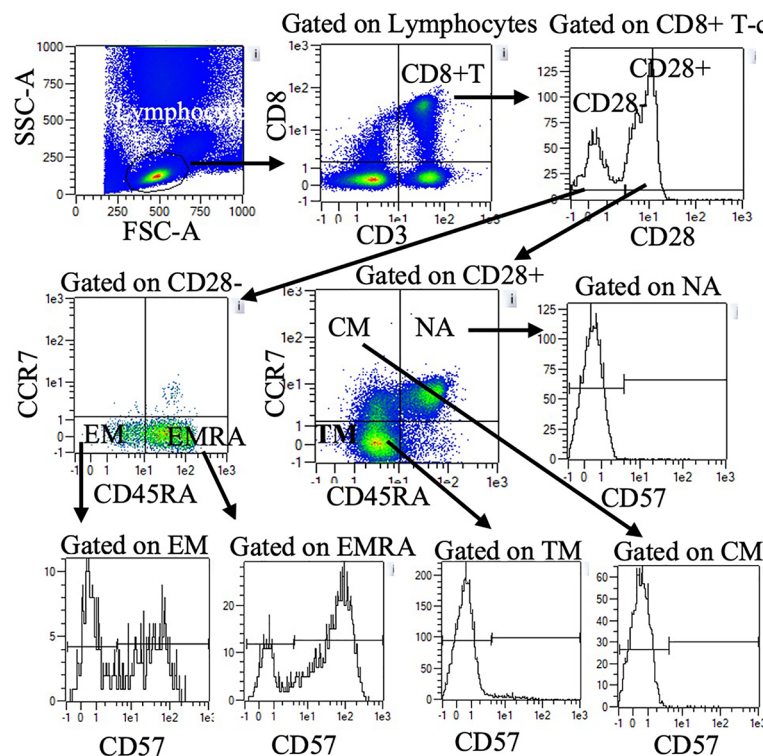 Gated on Lymphocytes
Gated on CD8+ T-c
SSC-A
1000
750
500
250
0
Lymphocyte
0 250 500 750 1000
FSC-A
i
CD8
1e3
1e1
1
0
-1
CD8+T
-1 0 1 1e1 1e2 1e3
CD3
i
125
100
75
50
25
0
CD28-
CD28+
-1 0 1 1e1 1e2 1e3
CD28
Gated on CD28-
CCR7
1e3
1e2
1e1
1
0
-1
EM
EMRA
-1 0 1 1e1 1e2 1e3
CD45RA
i
Gated on CD28+
CCR7
1e3
1e2
1e1
1
0
-1
CM
NA
TM
-1 0 1 1e1 1e2 1e3
CD45RA
i
Gated on NA
125
100
75
50
25
0
-1 0 1 1e1 1e2 1e3
CD57
Gated on EM
10
5
0
-1 0 1 1e1 1e2 1e3
CD57
Gated on EMRA
20
10
0
-1 0 1 1e1 1e2 1e3
CD57
Gated on TM
200
150
100
50
0
-1 0 1 1e1 1e2 1e3
CD57
Gated on CM
60
50
40
30
20
10
0
-1 0 1 1e1 1e2 1e3
CD57